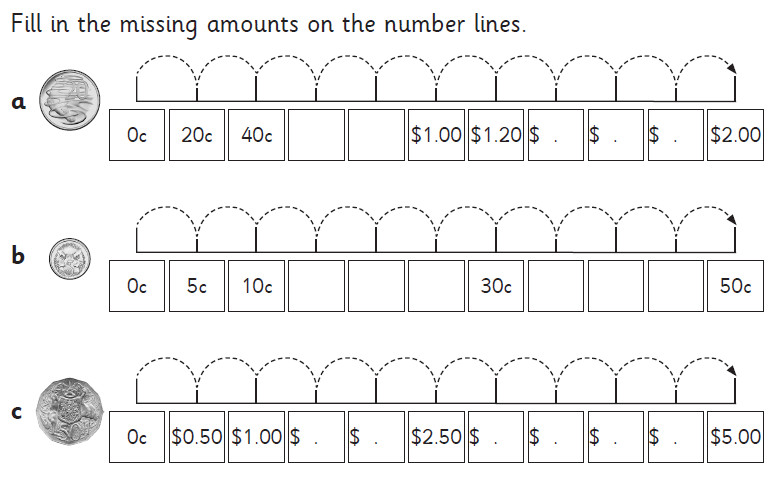 Fill in the missing amounts on the number lines.
a
0c 20c 40c $1.00 $1.20 $ . $ . $ . $2.00
b
0c 5c 10c 30c 50c
c
0c $0.50 $1.00 $ . $ . $2.50 $ . $ . $ . $ . $5.00